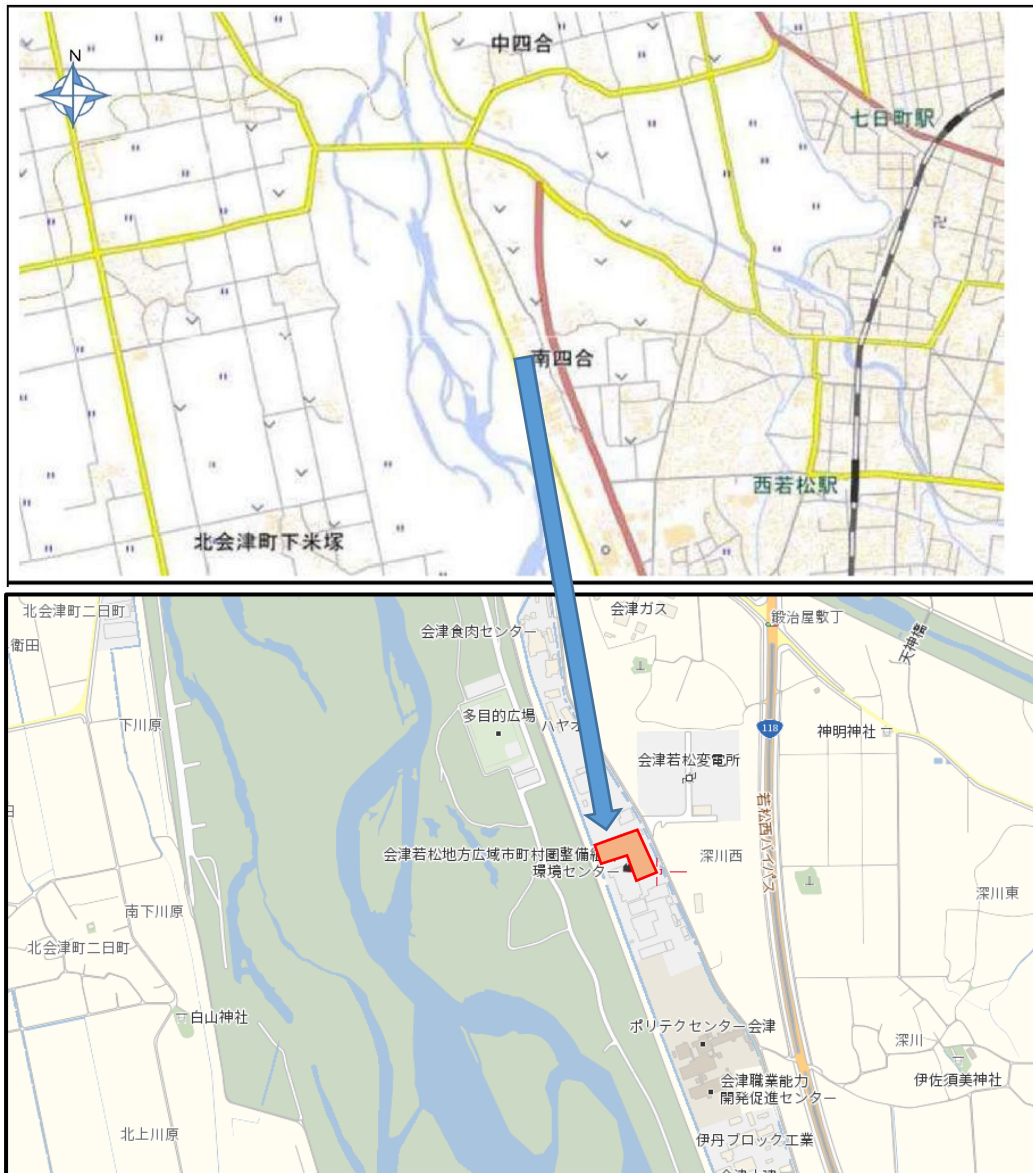 N
中四合
七日町駅
南四合
西若松駅
北会津町下米塚
北会津町二日町
衛田
会津食肉センター
会津ガス
鍛治屋敷丁
天神橋
下川原
多目的広場
ハヤオ
118
神明神社
会津若松変電所
若松西バイパス
会津若松地方広域市町村圏整備組
環境センター
深川西
深川東
南下川原
北会津町二日町
白山神社
ポリテクセンター会津
深川
伊佐須美神社
会津職業能力
開発促進センター
北上川原
伊丹ブロック工業